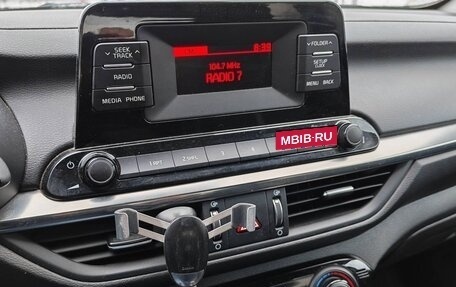 SEEK
TRACK
RADIO
MEDIA PHONE
104.7 MHz
RADIO 7
FOLDER
SETUP
MENU BACK
MBIB-RU
1 RPT
2 SHFL
3
4